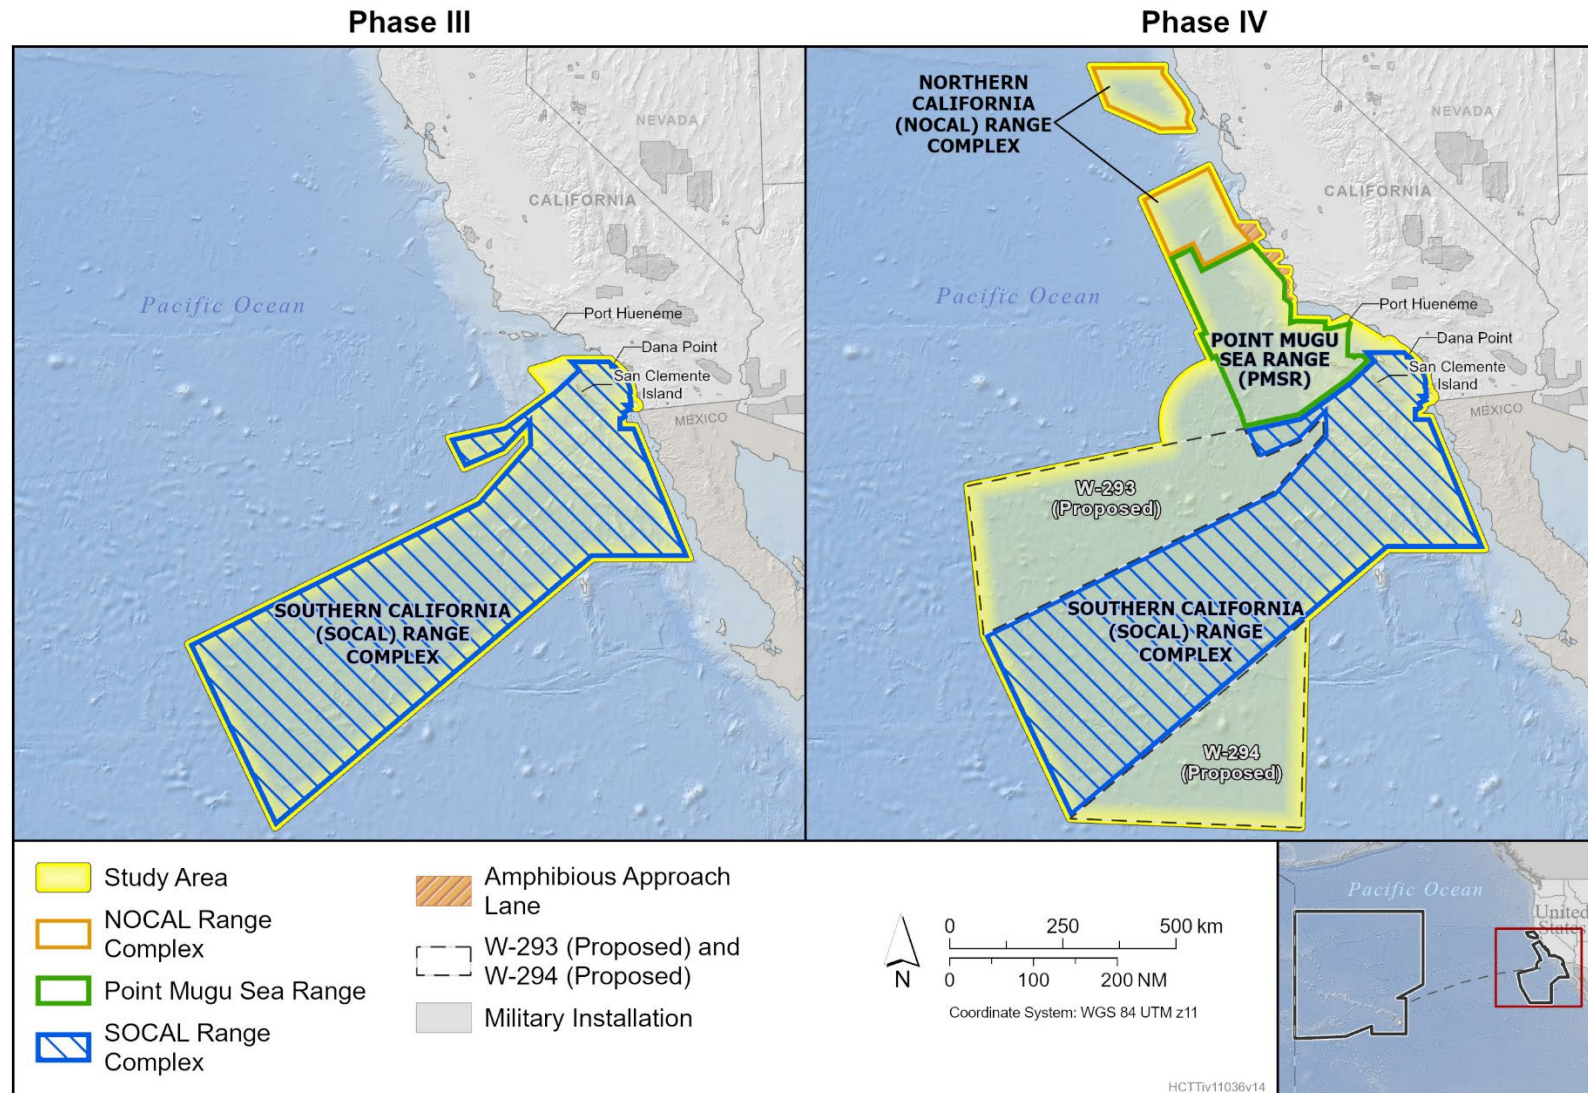 Phase III
Phase IV
NEVADA
CALIFORNIA
Pacific Ocean
Port Hueneme
Dana Point
San Clemente
Island
MEXICO
SOUTHERN CALIFORNIA
(SOCAL) RANGE
COMPLEX
NORTHERN
CALIFORNIA
(NOCAL) RANGE
COMPLEX
NEVADA
CALIFORNIA
Pacific Ocean
Port Hueneme
POINT MUGU
SEA RANGE
(PMSR)
Dana Point
San Clemente
Island
MEXICO
W-293
(Proposed)
SOUTHERN CALIFORNIA
(SOCAL) RANGE
COMPLEX
W-294
(Proposed)
Study Area
NOCAL Range
Complex
Point Mugu Sea Range
SOCAL Range
Complex
Amphibious Approach
Lane
W-293 (Proposed) and
W-294 (Proposed)
Military Installation
N
0 250 500 km
0 100 200 NM
Coordinate System: WGS 84 UTM z11
HCTTiv11036v14
Pacific Ocean
United
States